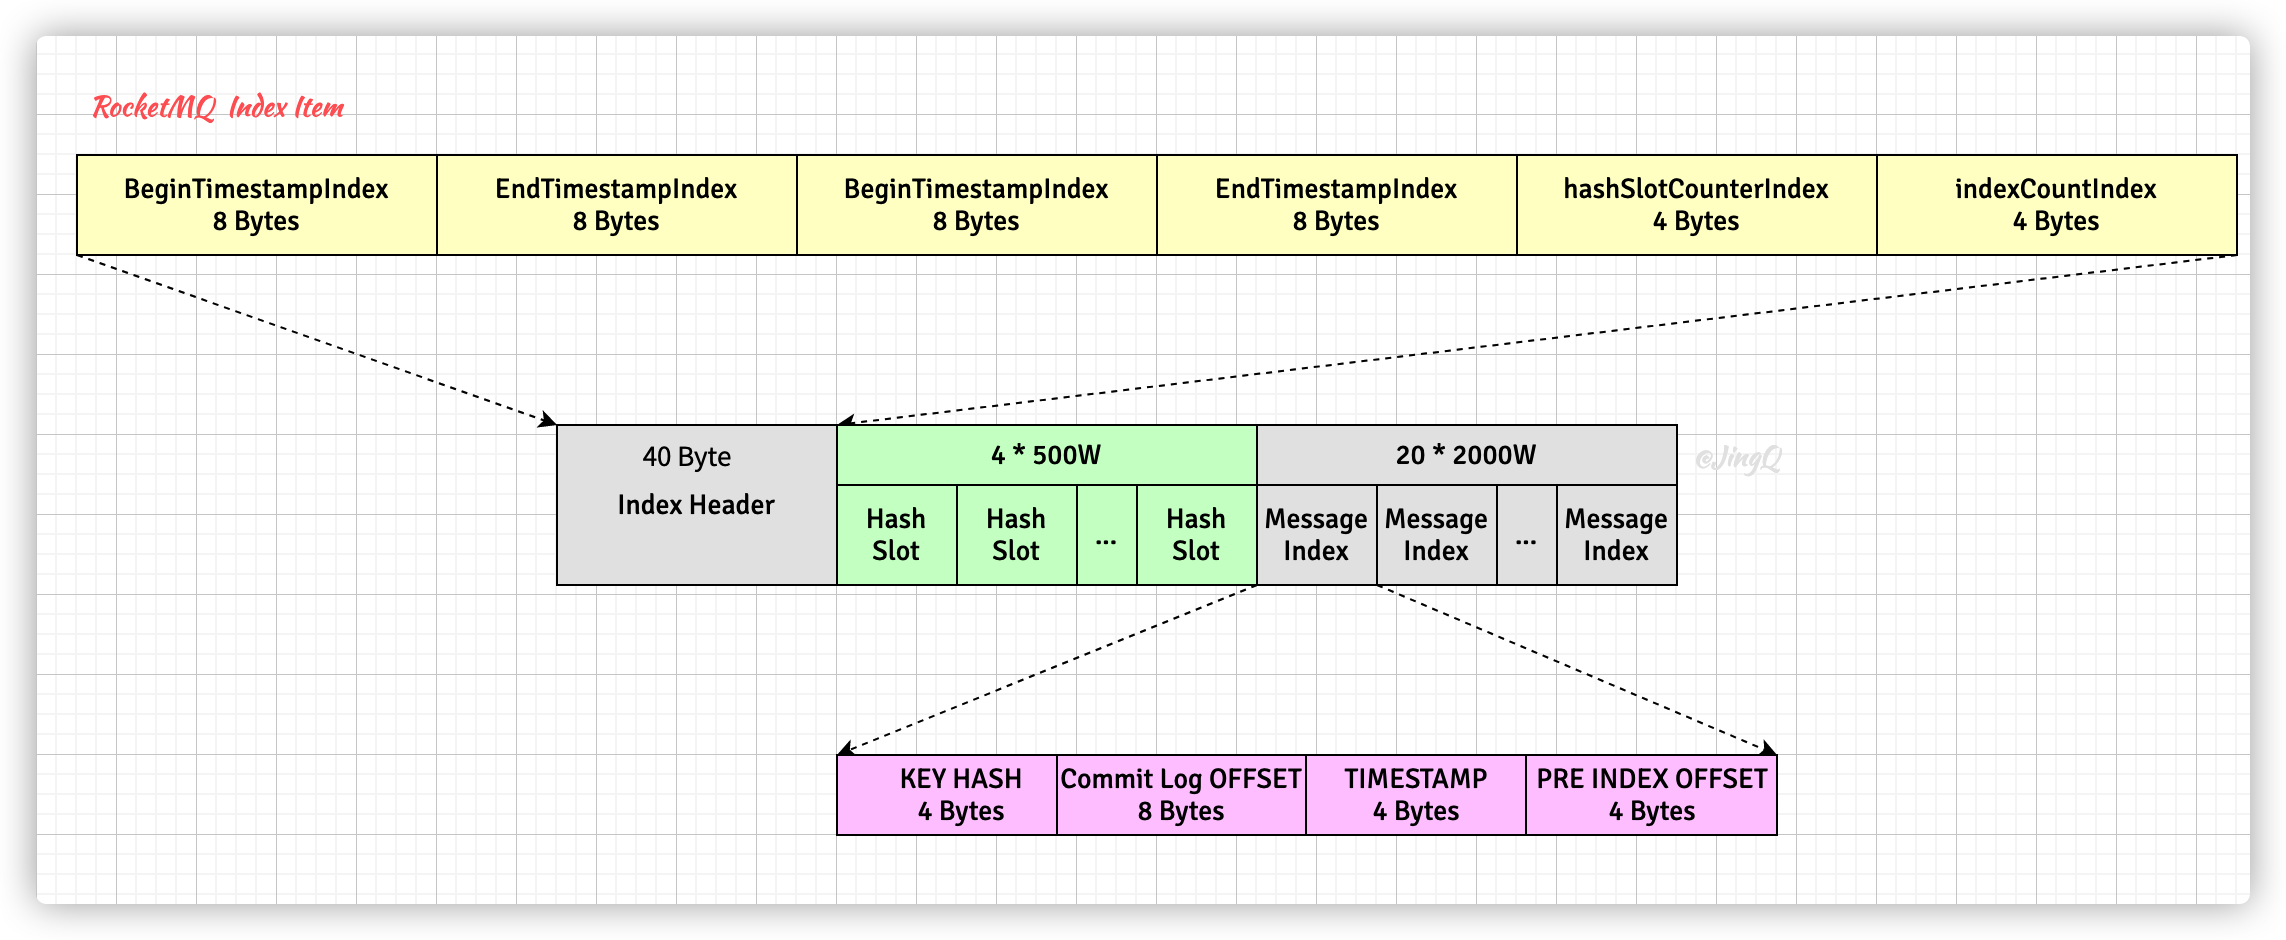 RocketMQ Index Item
BeginTimestampIndex
8 Bytes
EndTimestampIndex
8 Bytes
BeginTimestampIndex
8 Bytes
EndTimestampIndex
8 Bytes
hashSlotCounterIndex
4 Bytes
indexCountIndex
4 Bytes
40 Byte
Index Header
4 * 500W
20 * 2000W
@JingQ
Hash
Slot
Hash
Slot
...
Hash
Slot
Message
Index
Message
Index
...
Message
Index
KEY HASH
4 Bytes
Commit Log OFFSET
8 Bytes
TIMESTAMP
4 Bytes
PRE INDEX OFFSET
4 Bytes